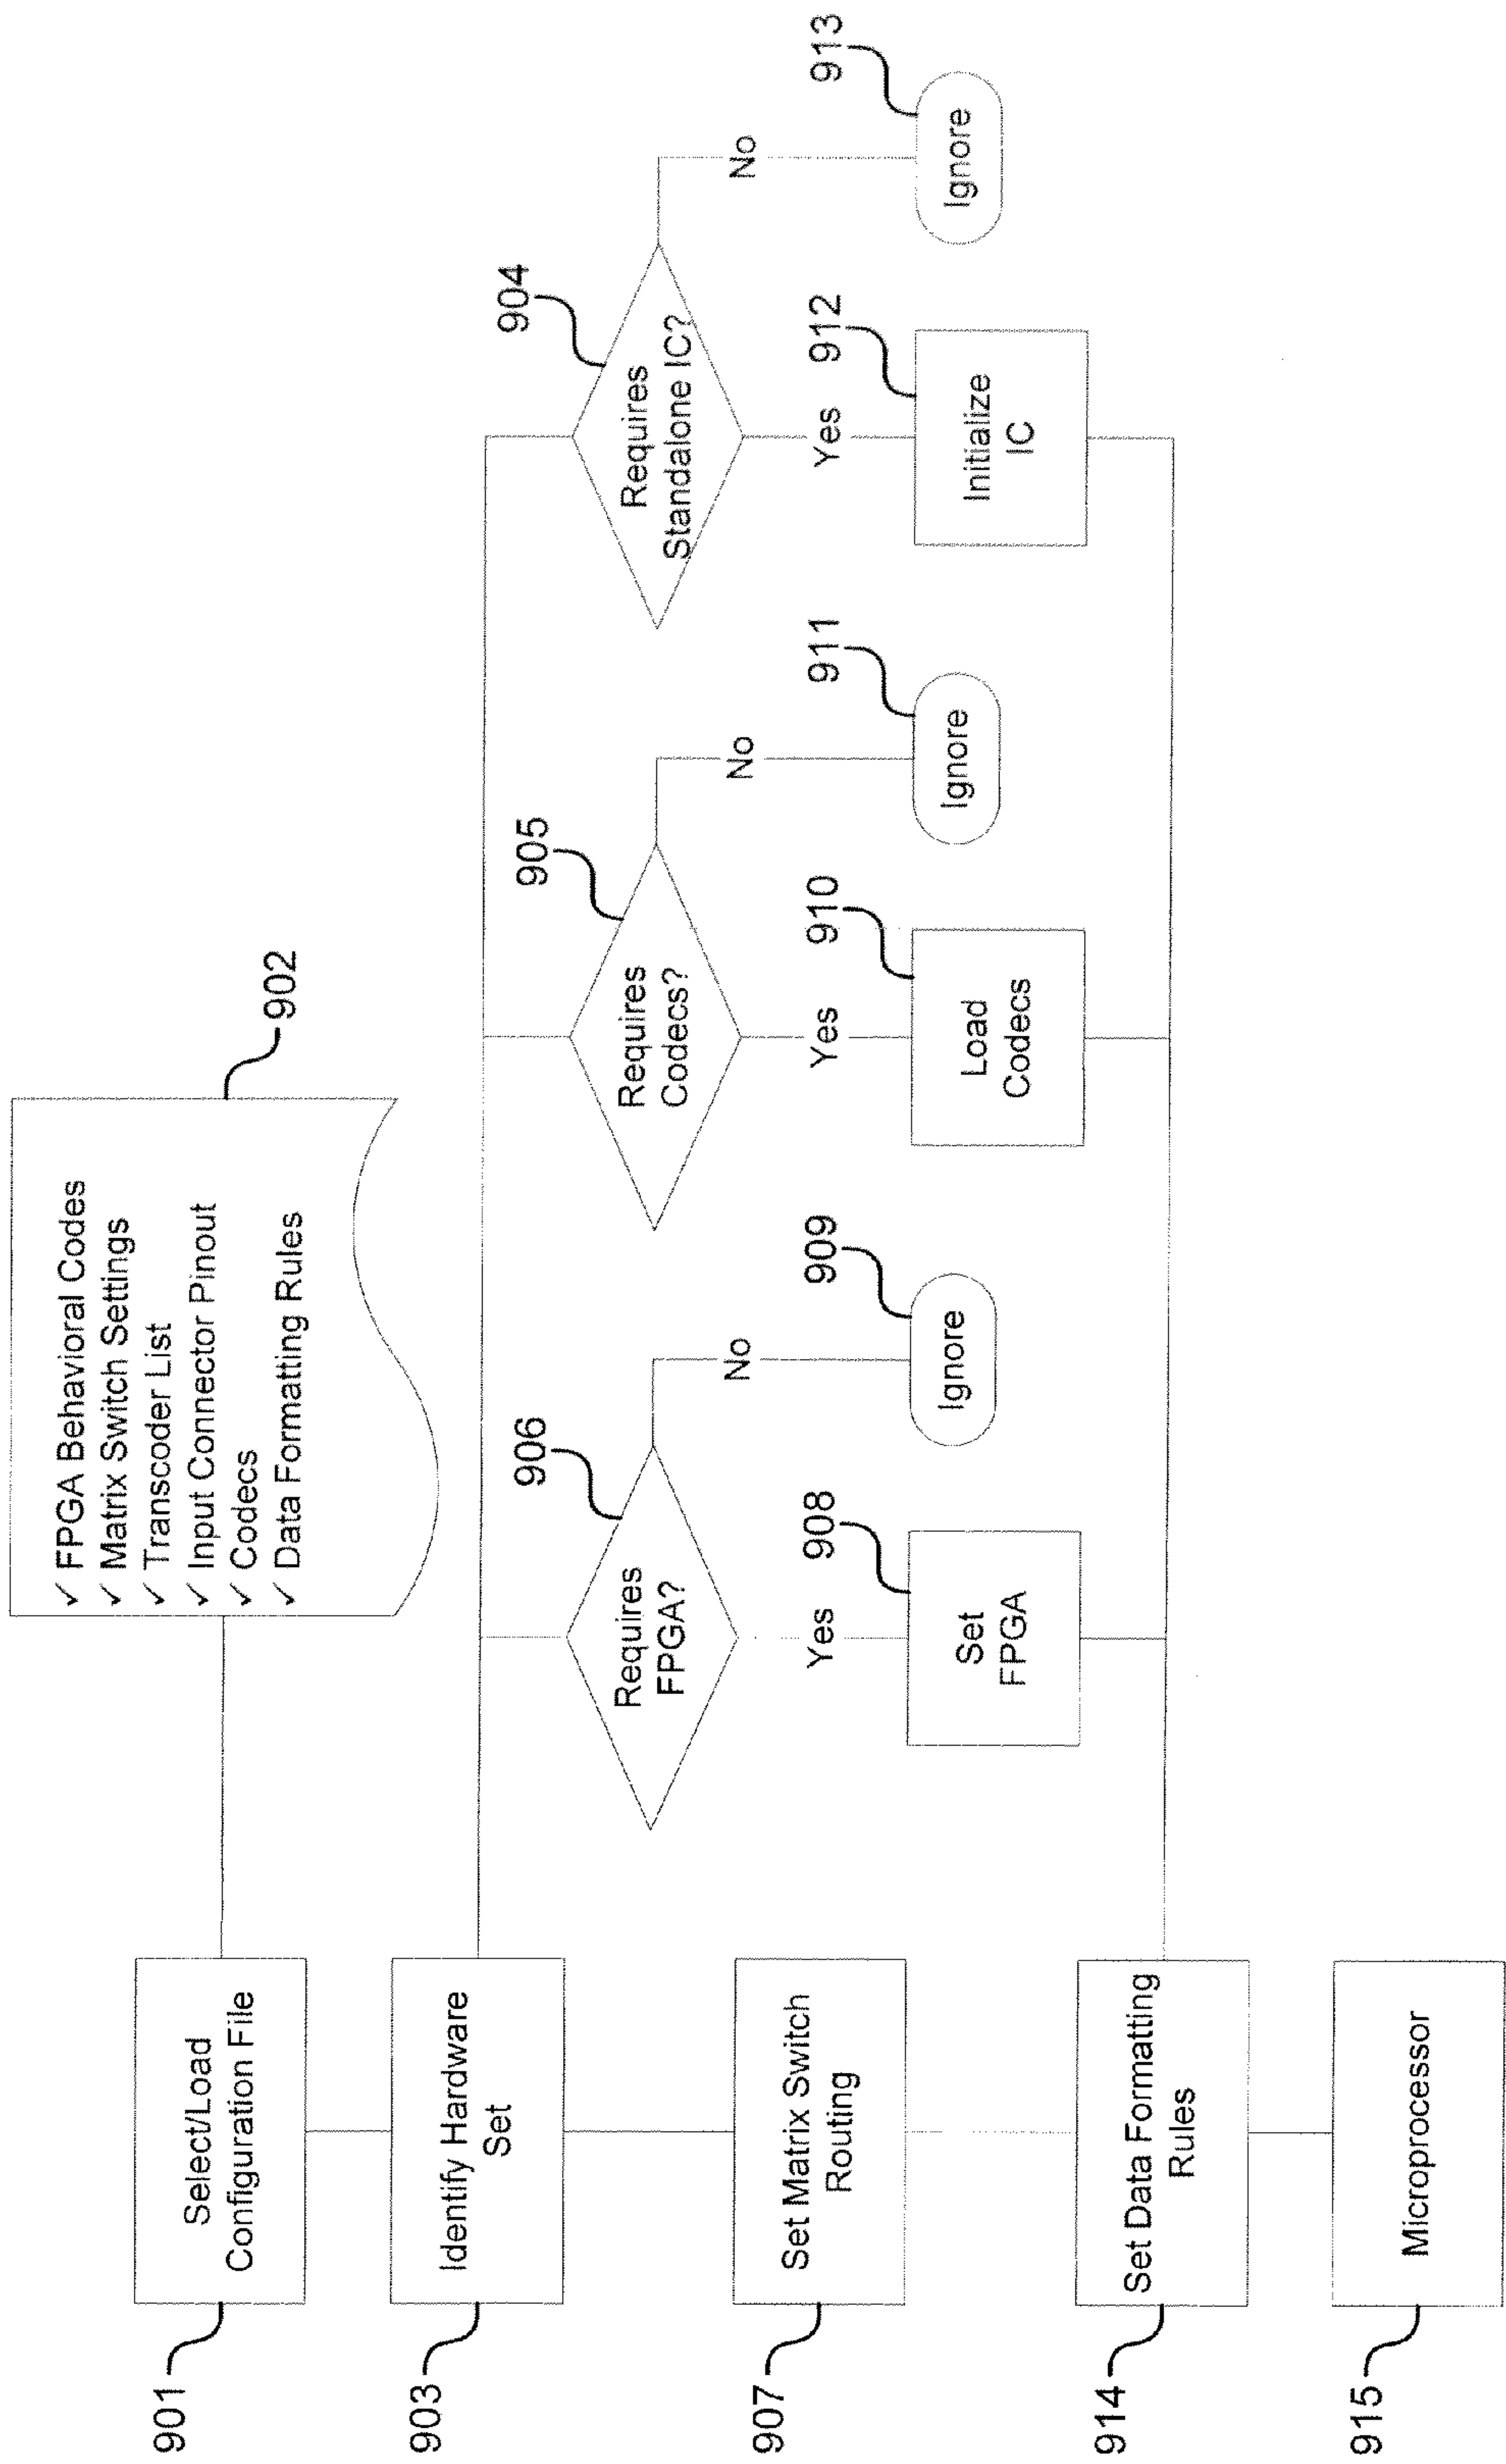 901
Select/Load
Configuration File
✓ FPGA Behavioral Codes
✓ Matrix Switch Settings
✓ Transcoder List
✓ Input Connector Pinout
✓ Codecs
✓ Data Formatting Rules
902
903
Identify Hardware
Set
906
Requires
FPGA?
905
Requires
Codecs?
904
Requires
Standalone IC?
907
Set Matrix Switch
Routing
Yes
No
Yes
No
Yes
No
908
Set
FPGA
909
Ignore
910
Load
Codecs
911
Ignore
912
Initialize
IC
913
Ignore
914
Set Data Formatting
Rules
915
Microprocessor